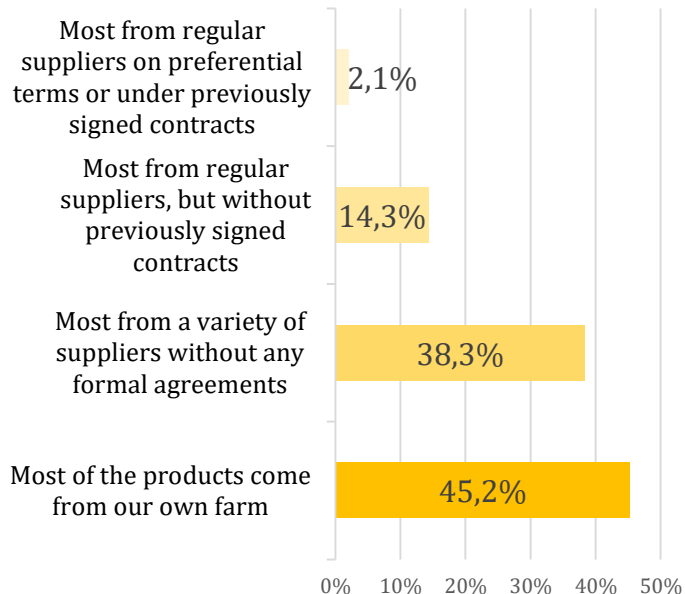 Most from regular
suppliers on preferential
terms or under previously
signed contracts
2,1%
Most from regular
suppliers, but without
previously signed
contracts
14,3%
Most from a variety of
suppliers without any
formal agreements
38,3%
Most of the products come
from our own farm
45,2%
0% 10% 20% 30% 40% 50%